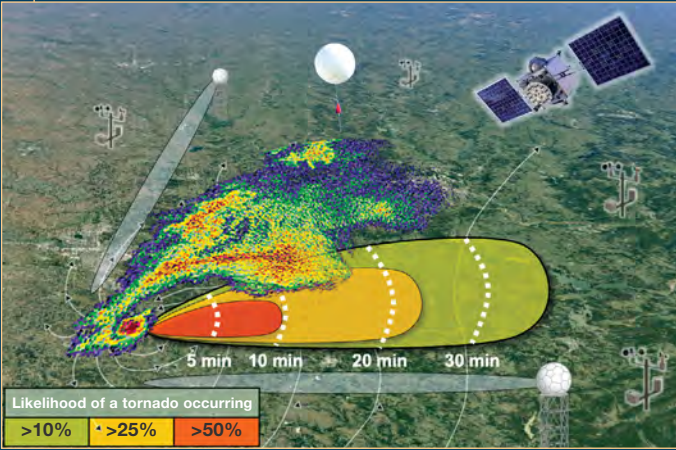 5 min 10 min 20 min 30 min
Likelihood of a tornado occurring
>10% >25% >50%